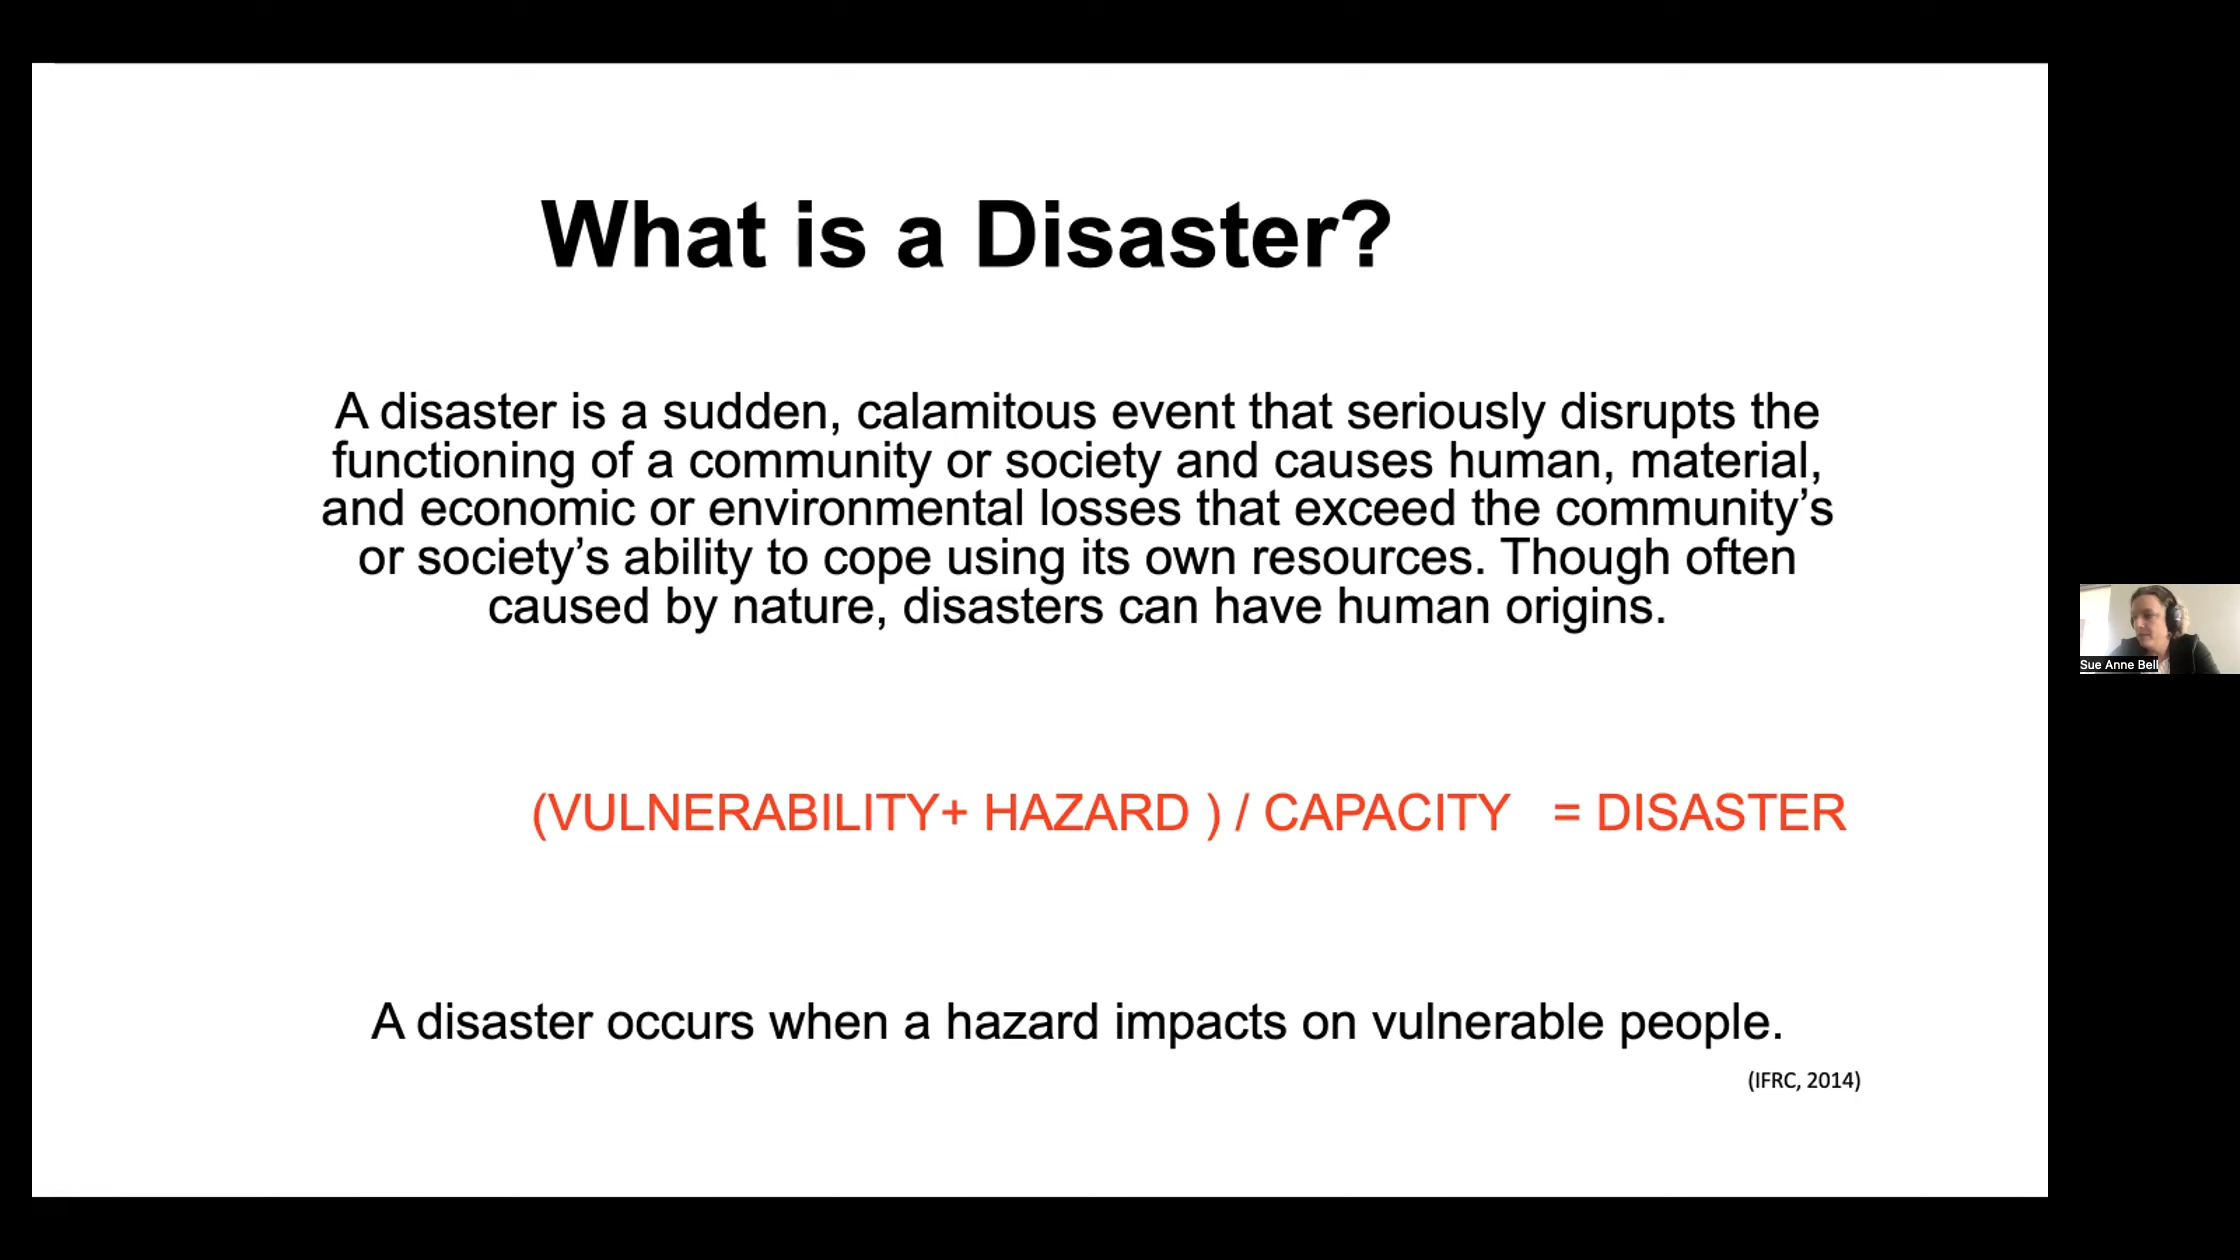 What is a Disaster?
A disaster is a sudden, calamitous event that seriously disrupts the
functioning of a community or society and causes human, material,
and economic or environmental losses that exceed the community’s
or society’s ability to cope using its own resources. Though often
caused by nature, disasters can have human origins.
(VULNERABILITY+ HAZARD ) / CAPACITY = DISASTER
A disaster occurs when a hazard impacts on vulnerable people.
(IFRC, 2014)
Sue Anne Bell